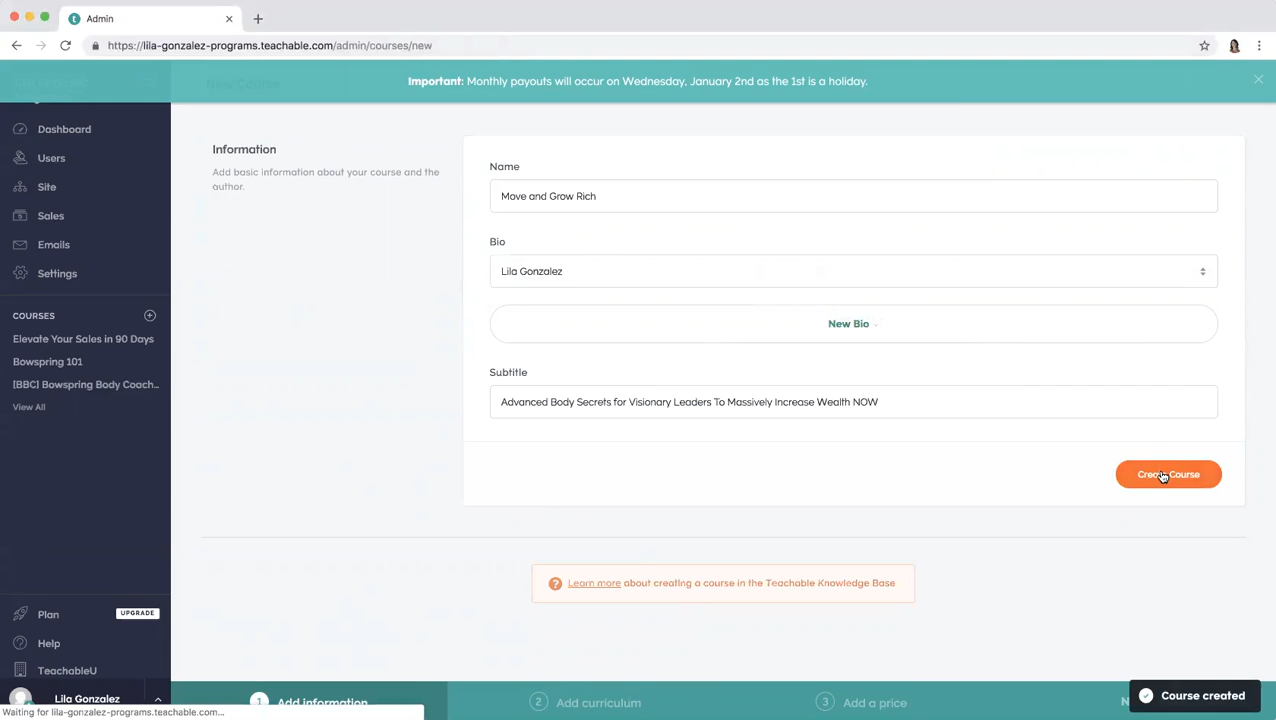 Admin
https://lila-gonzalez-programs.teachable.com/admin/courses/new
Important: Monthly payouts will occur on Wednesday, January 2nd as the 1st is a holiday.
New Course
Dashboard
Users
Site
Sales
Emails
Settings
COURSES
Elevate Your Sales in 90 Days
Bowspring 101
[BBC] Bowspring Body Coach...
View All
Plan
UPGRADE
Help
TeachableU
Lila Gonzalez
Information
Add basic information about your course and the
author.
Name
Move and Grow Rich
Bio
Lila Gonzalez
New Bio
Subtitle
Advanced Body Secrets for Visionary Leaders To Massively Increase Wealth NOW
Create Course
Learn more about creating a course in the Teachable Knowledge Base
1 Add information
2 Add curriculum
3 Add a price
Course created
Waiting for lila-gonzalez-programs.teachable.com...